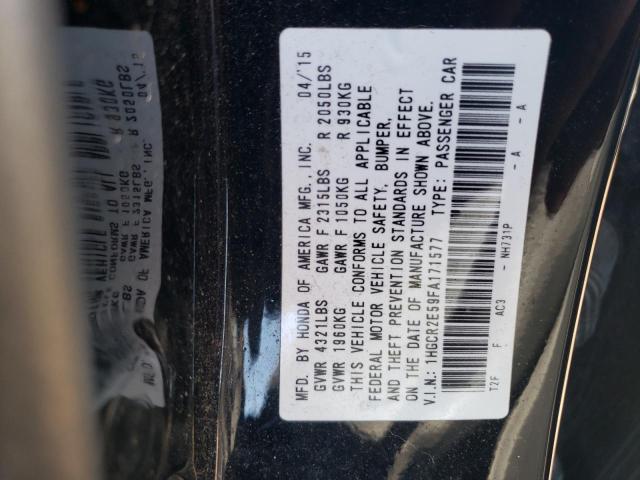 MFD. BY HONDA OF AMERICA MFG., INC. 04/15
GVWR 4321LBS GAWR F 2315LBS R 2050LBS
GVWR 1960KG GAWR F 1050KG R 930KG
THIS VEHICLE CONFORMS TO ALL APPLICABLE
FEDERAL MOTOR VEHICLE SAFETY, BUMPER,
AND THEFT PREVENTION STANDARDS IN EFFECT
ON THE DATE OF MANUFACTURE SHOWN ABOVE.
V.I.N.: 1HGCR2E59FA171577 TYPE: PASSENGER CAR
T2F F AC3 - NH731P - A - A